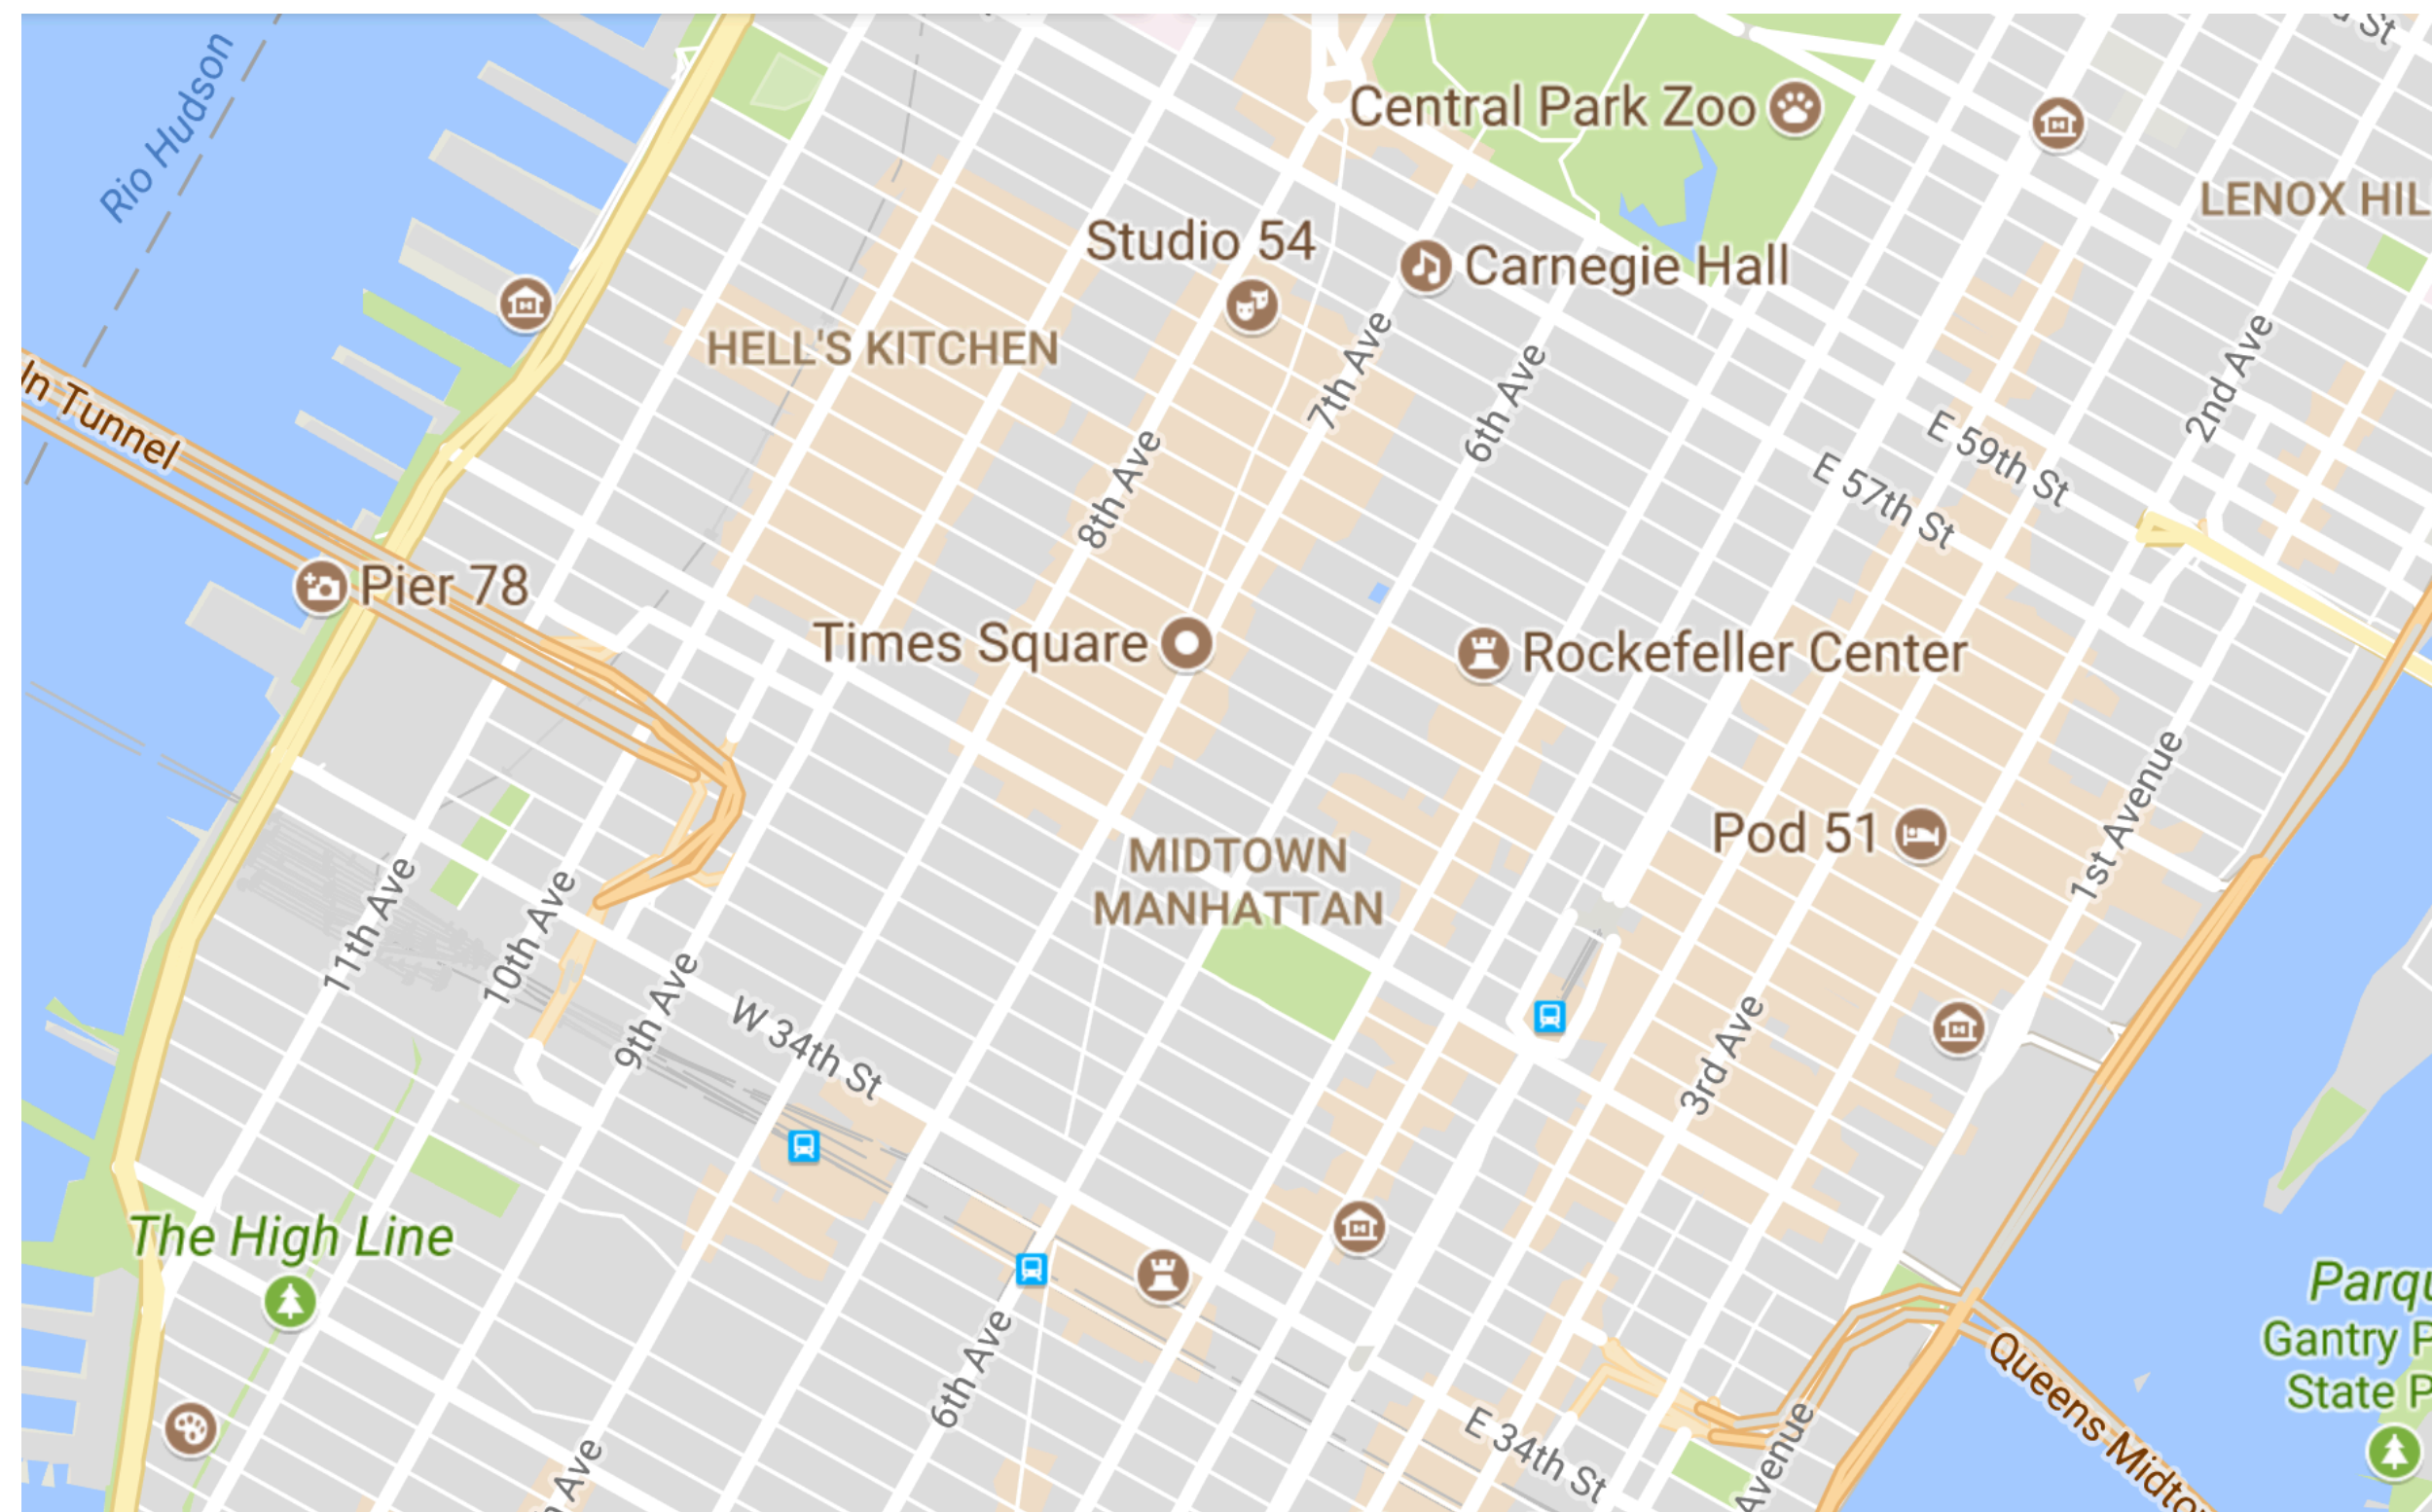 d St
Rio Hudson
Central Park Zoo
LENOX HIL
Studio 54
Carnegie Hall
HELL'S KITCHEN
7th Ave
6th Ave
2nd Ave
ln Tunnel
8th Ave
E 59th St
E 57th St
Pier 78
Times Square
Rockefeller Center
1st Avenue
Pod 51
MIDTOWN
MANHATTAN
11th Ave
10th Ave
9th Ave
W 34th St
3rd Ave
The High Line
6th Ave
Parqu
Gantry P
State P
Queens Midto
E 34th St
Avenue
h Ave